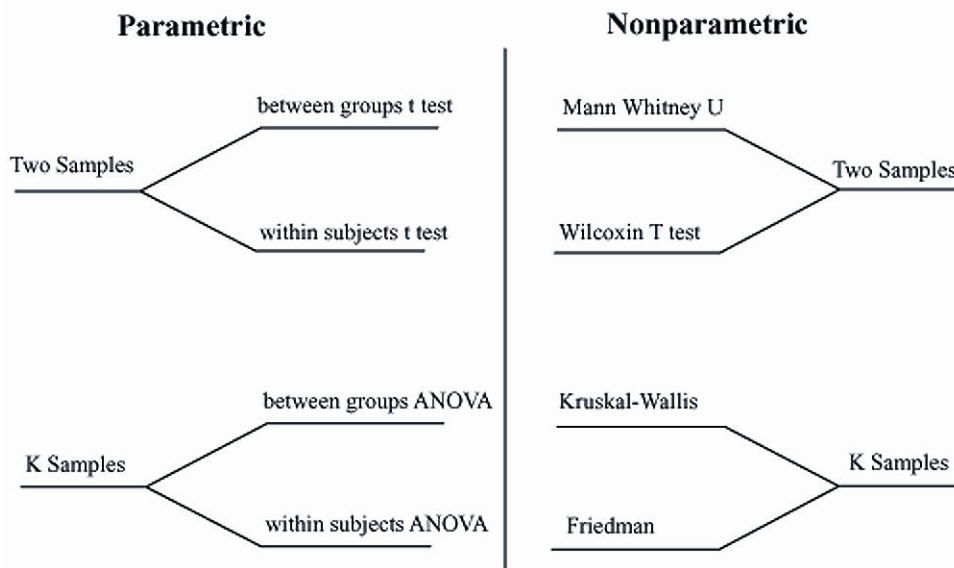 Parametric
Nonparametric
between groups t test
Two Samples
within subjects t test
Mann Whitney U
Two Samples
Wilcoxin T test
between groups ANOVA
K Samples
within subjects ANOVA
Kruskal-Wallis
K Samples
Friedman